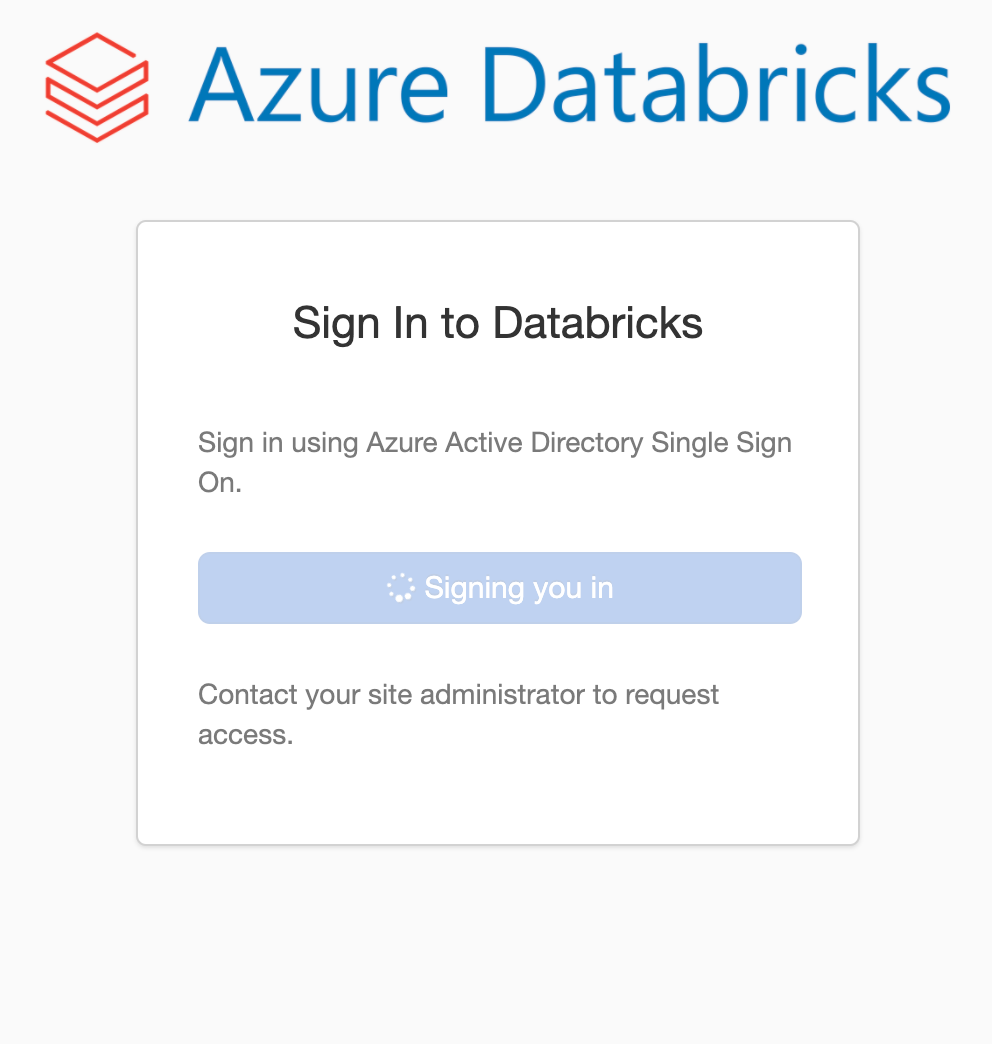 Azure Databricks
Sign In to Databricks
Sign in using Azure Active Directory Single Sign
On.
Signing you in
Contact your site administrator to request
access.